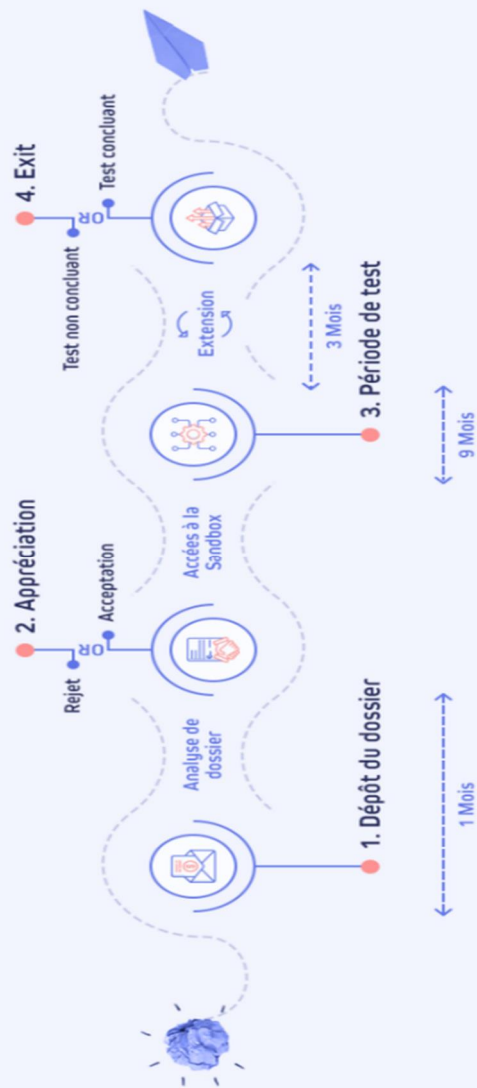 1. Dépôt du dossier
1 Mois
Analyse de
dossier
2. Appréciation
Rejet
OR
Acceptation
Accées à la
Sandbox
3. Période de test
9 Mois
Extension
3 Mois
4. Exit
Test non concluant
OR
Test concluant